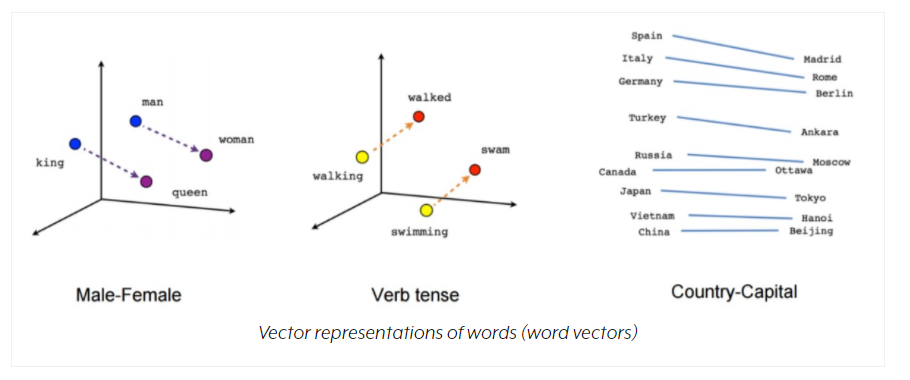 man
woman
king
queen
Male-Female
walked
walking
swam
swimming
Verb tense
Spain
Madrid
Italy
Rome
Germany
Berlin
Turkey
Ankara
Russia
Moscow
Canada
Ottawa
Japan
Tokyo
Vietnam
Hanoi
China
Beijing
Country-Capital
Vector representations of words (word vectors)